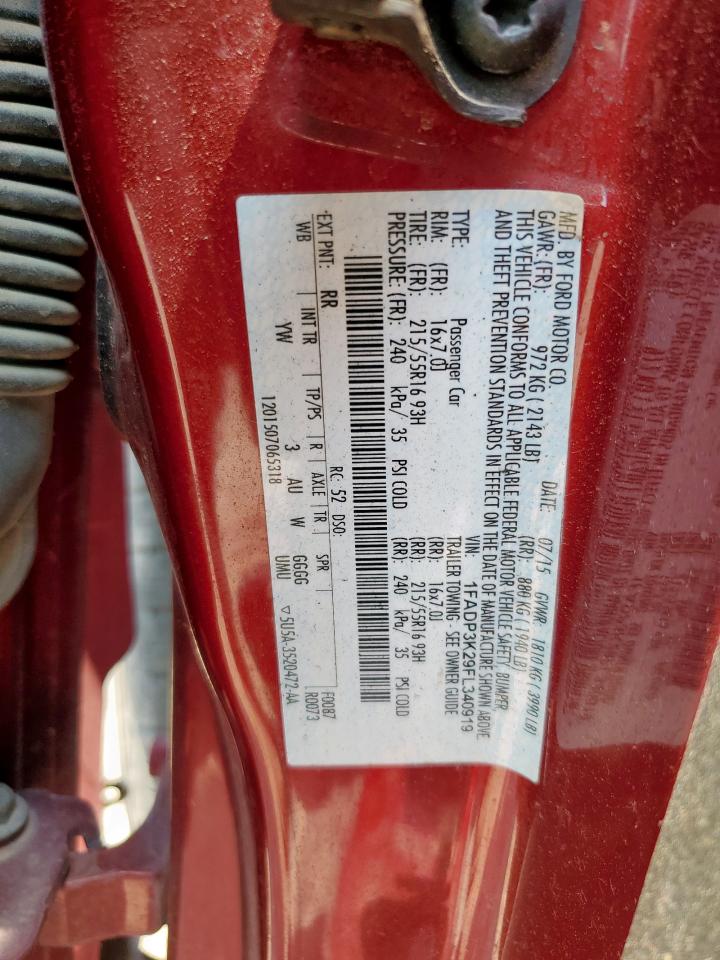 MFD. BY FORD MOTOR CO.
DATE: 07/15 GVWR: 1810 KG ( 3990 LB)
GAWR: (FR): 972 KG ( 2143 LB) (RR): 880 KG ( 1940 LB)
THIS VEHICLE CONFORMS TO ALL APPLICABLE FEDERAL MOTOR VEHICLE SAFETY, BUMPER,
AND THEFT PREVENTION STANDARDS IN EFFECT ON THE DATE OF MANUFACTURE SHOWN ABOVE.
VIN: 1FADP3K29FL340919
TYPE: Passenger Car TRAILER TOWING - SEE OWNER GUIDE
RIM: (FR): 16x7.0J (RR): 16x7.0J
TIRE: (FR): 215/55R16 93H (RR): 215/55R16 93H
PRESSURE: (FR): 240 kPa/ 35 PSI COLD (RR): 240 kPa/ 35 PSI COLD
RC: 52 DSO:
EXT PNT: RR F0087
R0073
WB INT TR TP/PS R AXLE TR SPR
YW 3 AU W GGGG
UMU
1201507065318
▽5U5A-3520472-AA